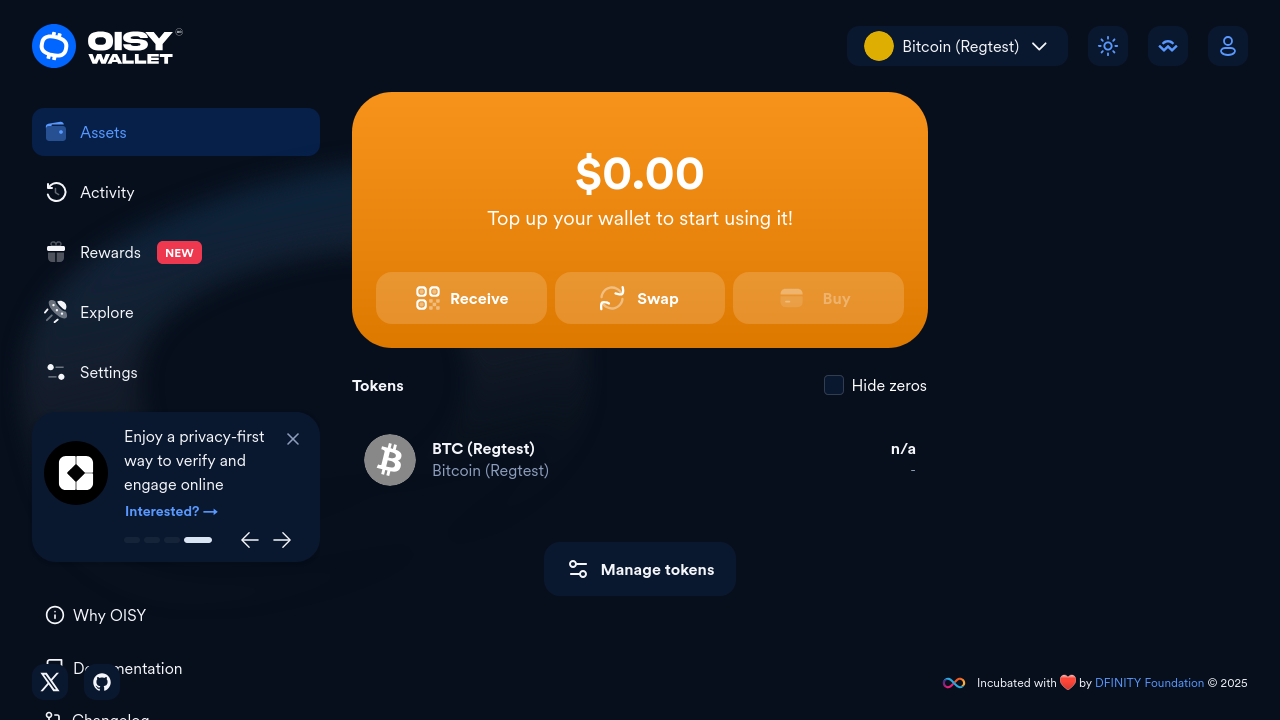 OISY
WALLET
Bitcoin (Regtest)
Assets
Activity
Rewards NEW
Explore
Settings
Enjoy a privacy-first
way to verify and
engage online
Interested? →
Why OISY
Changelog
$0.00
Top up your wallet to start using it!
Receive
Swap
Buy
Tokens
Hide zeros
BTC (Regtest)
Bitcoin (Regtest)
n/a
-
Manage tokens
Incubated with ❤️ by DFINITY Foundation © 2025